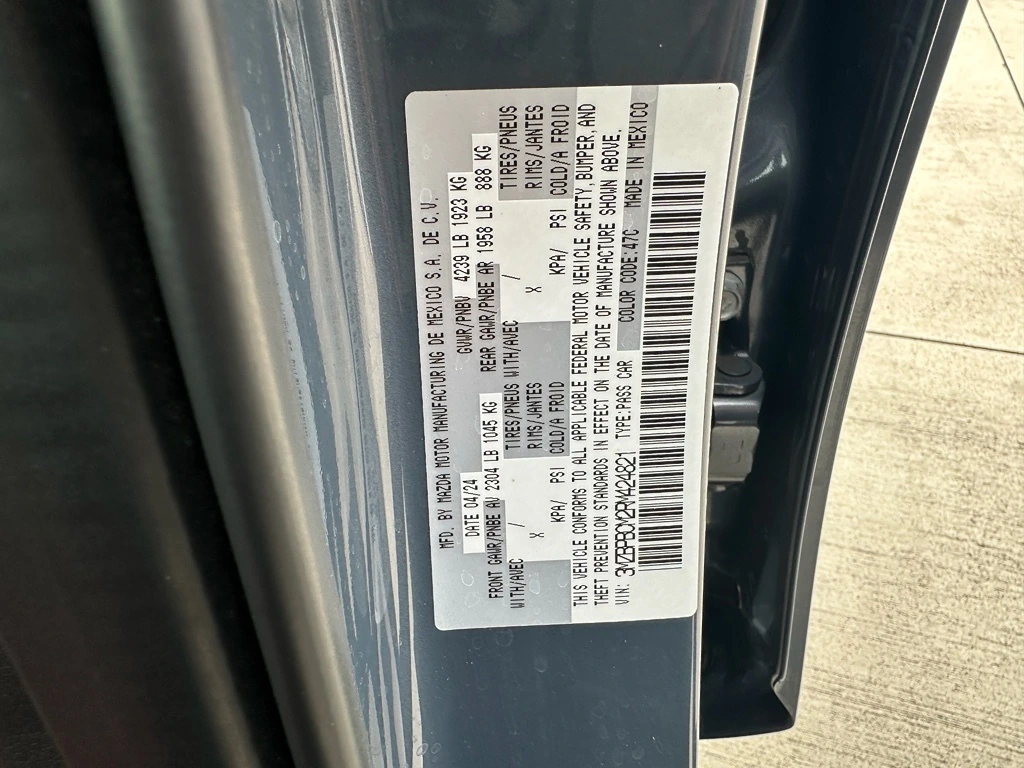 MFD. BY MAZDA MOTOR MANUFACTURING DE MEXICO S.A. DE C.V.
DATE 04/24 GVWR/PNBV 4239 LB 1923 KG
FRONT GAWR/PNBE AV 2304 LB 1045 KG REAR GAWR/PNBE AR 1958 LB 888 KG
WITH/AVEC TIRES/PNEUS WITH/AVEC TIRES/PNEUS
X / RIMS/JANTES X / RIMS/JANTES
KPA/ PSI COLD/A FROID KPA/ PSI COLD/A FROID
THIS VEHICLE CONFORMS TO ALL APPLICABLE FEDERAL MOTOR VEHICLE SAFETY, BUMPER, AND
THEFT PREVENTION STANDARDS IN EFFECT ON THE DATE OF MANUFACTURE SHOWN ABOVE.
VIN: 3MZBPBCM2RM424821 TYPE:PASS CAR COLOR CODE:47C MADE IN MEXICO